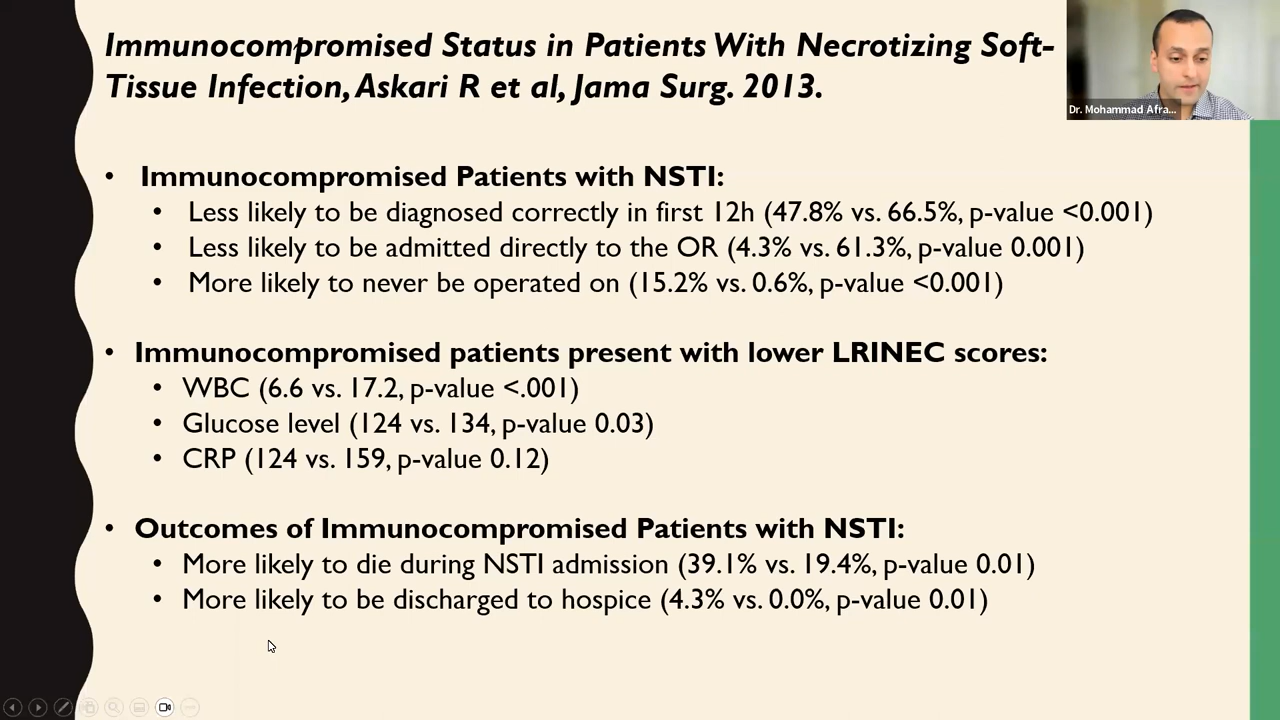 Immunocompromised Status in Patients With Necrotizing Soft-
Tissue Infection, Askari R et al, Jama Surg. 2013.
Dr. Mohammad Afra...
• Immunocompromised Patients with NSTI:
• Less likely to be diagnosed correctly in first 12h (47.8% vs. 66.5%, p-value <0.001)
• Less likely to be admitted directly to the OR (4.3% vs. 61.3%, p-value 0.001)
• More likely to never be operated on (15.2% vs. 0.6%, p-value <0.001)
• Immunocompromised patients present with lower LRINEC scores:
• WBC (6.6 vs. 17.2, p-value <.001)
• Glucose level (124 vs. 134, p-value 0.03)
• CRP (124 vs. 159, p-value 0.12)
• Outcomes of Immunocompromised Patients with NSTI:
• More likely to die during NSTI admission (39.1% vs. 19.4%, p-value 0.01)
• More likely to be discharged to hospice (4.3% vs. 0.0%, p-value 0.01)